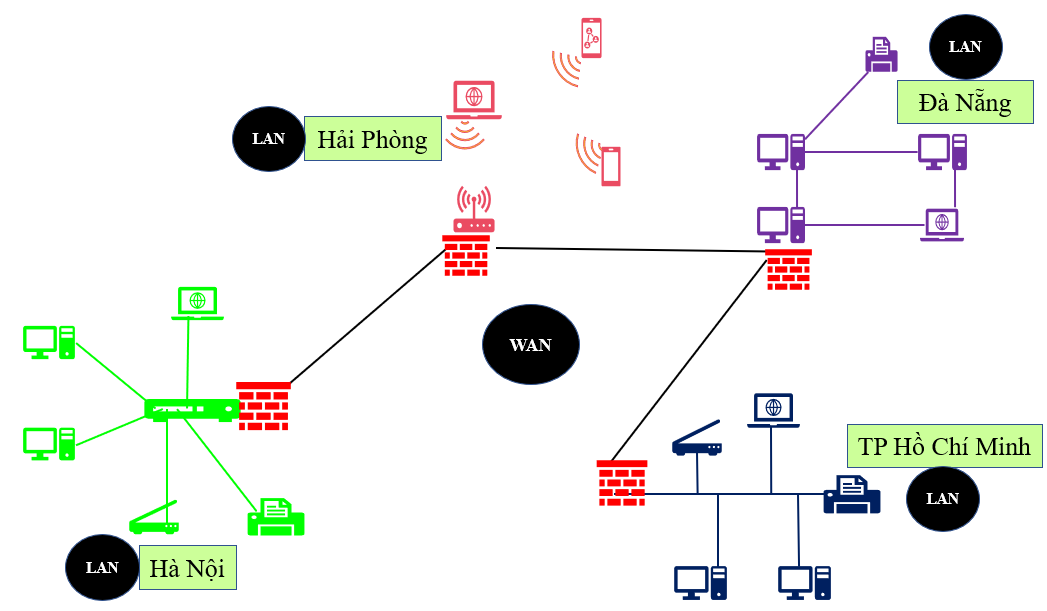 LAN
Đà Nẵng
LAN
Hải Phòng
WAN
TP Hồ Chí Minh
LAN
LAN
Hà Nội